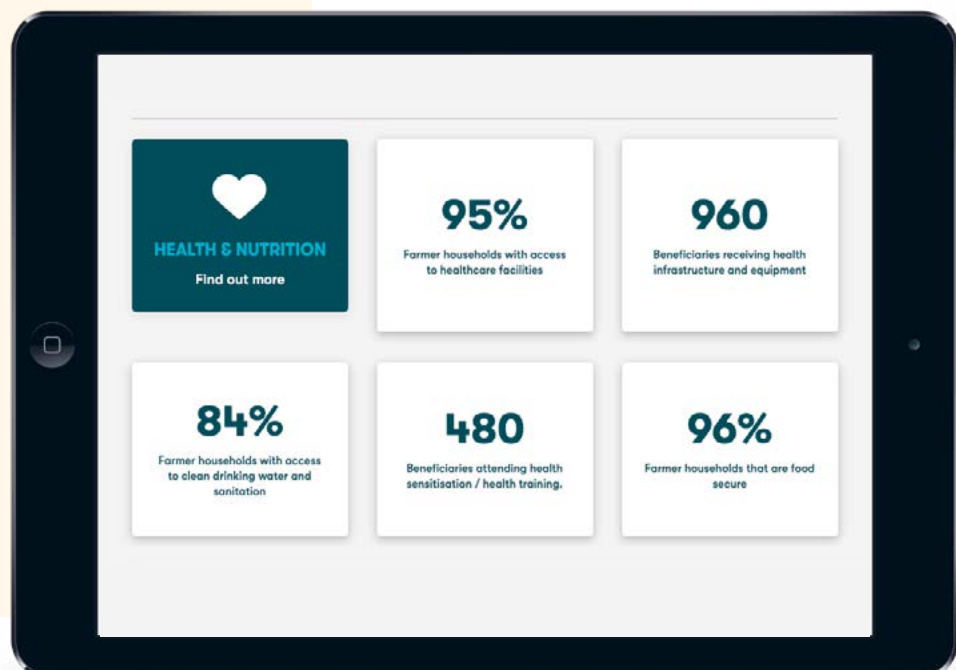 HEALTH & NUTRITION
Find out more
95%
Farmer households with access
to healthcare facilities
960
Beneficiaries receiving health
infrastructure and equipment
84%
Farmer households with access
to clean drinking water and
sanitation
480
Beneficiaries attending health
sensitisation / health training.
96%
Farmer households that are food
secure